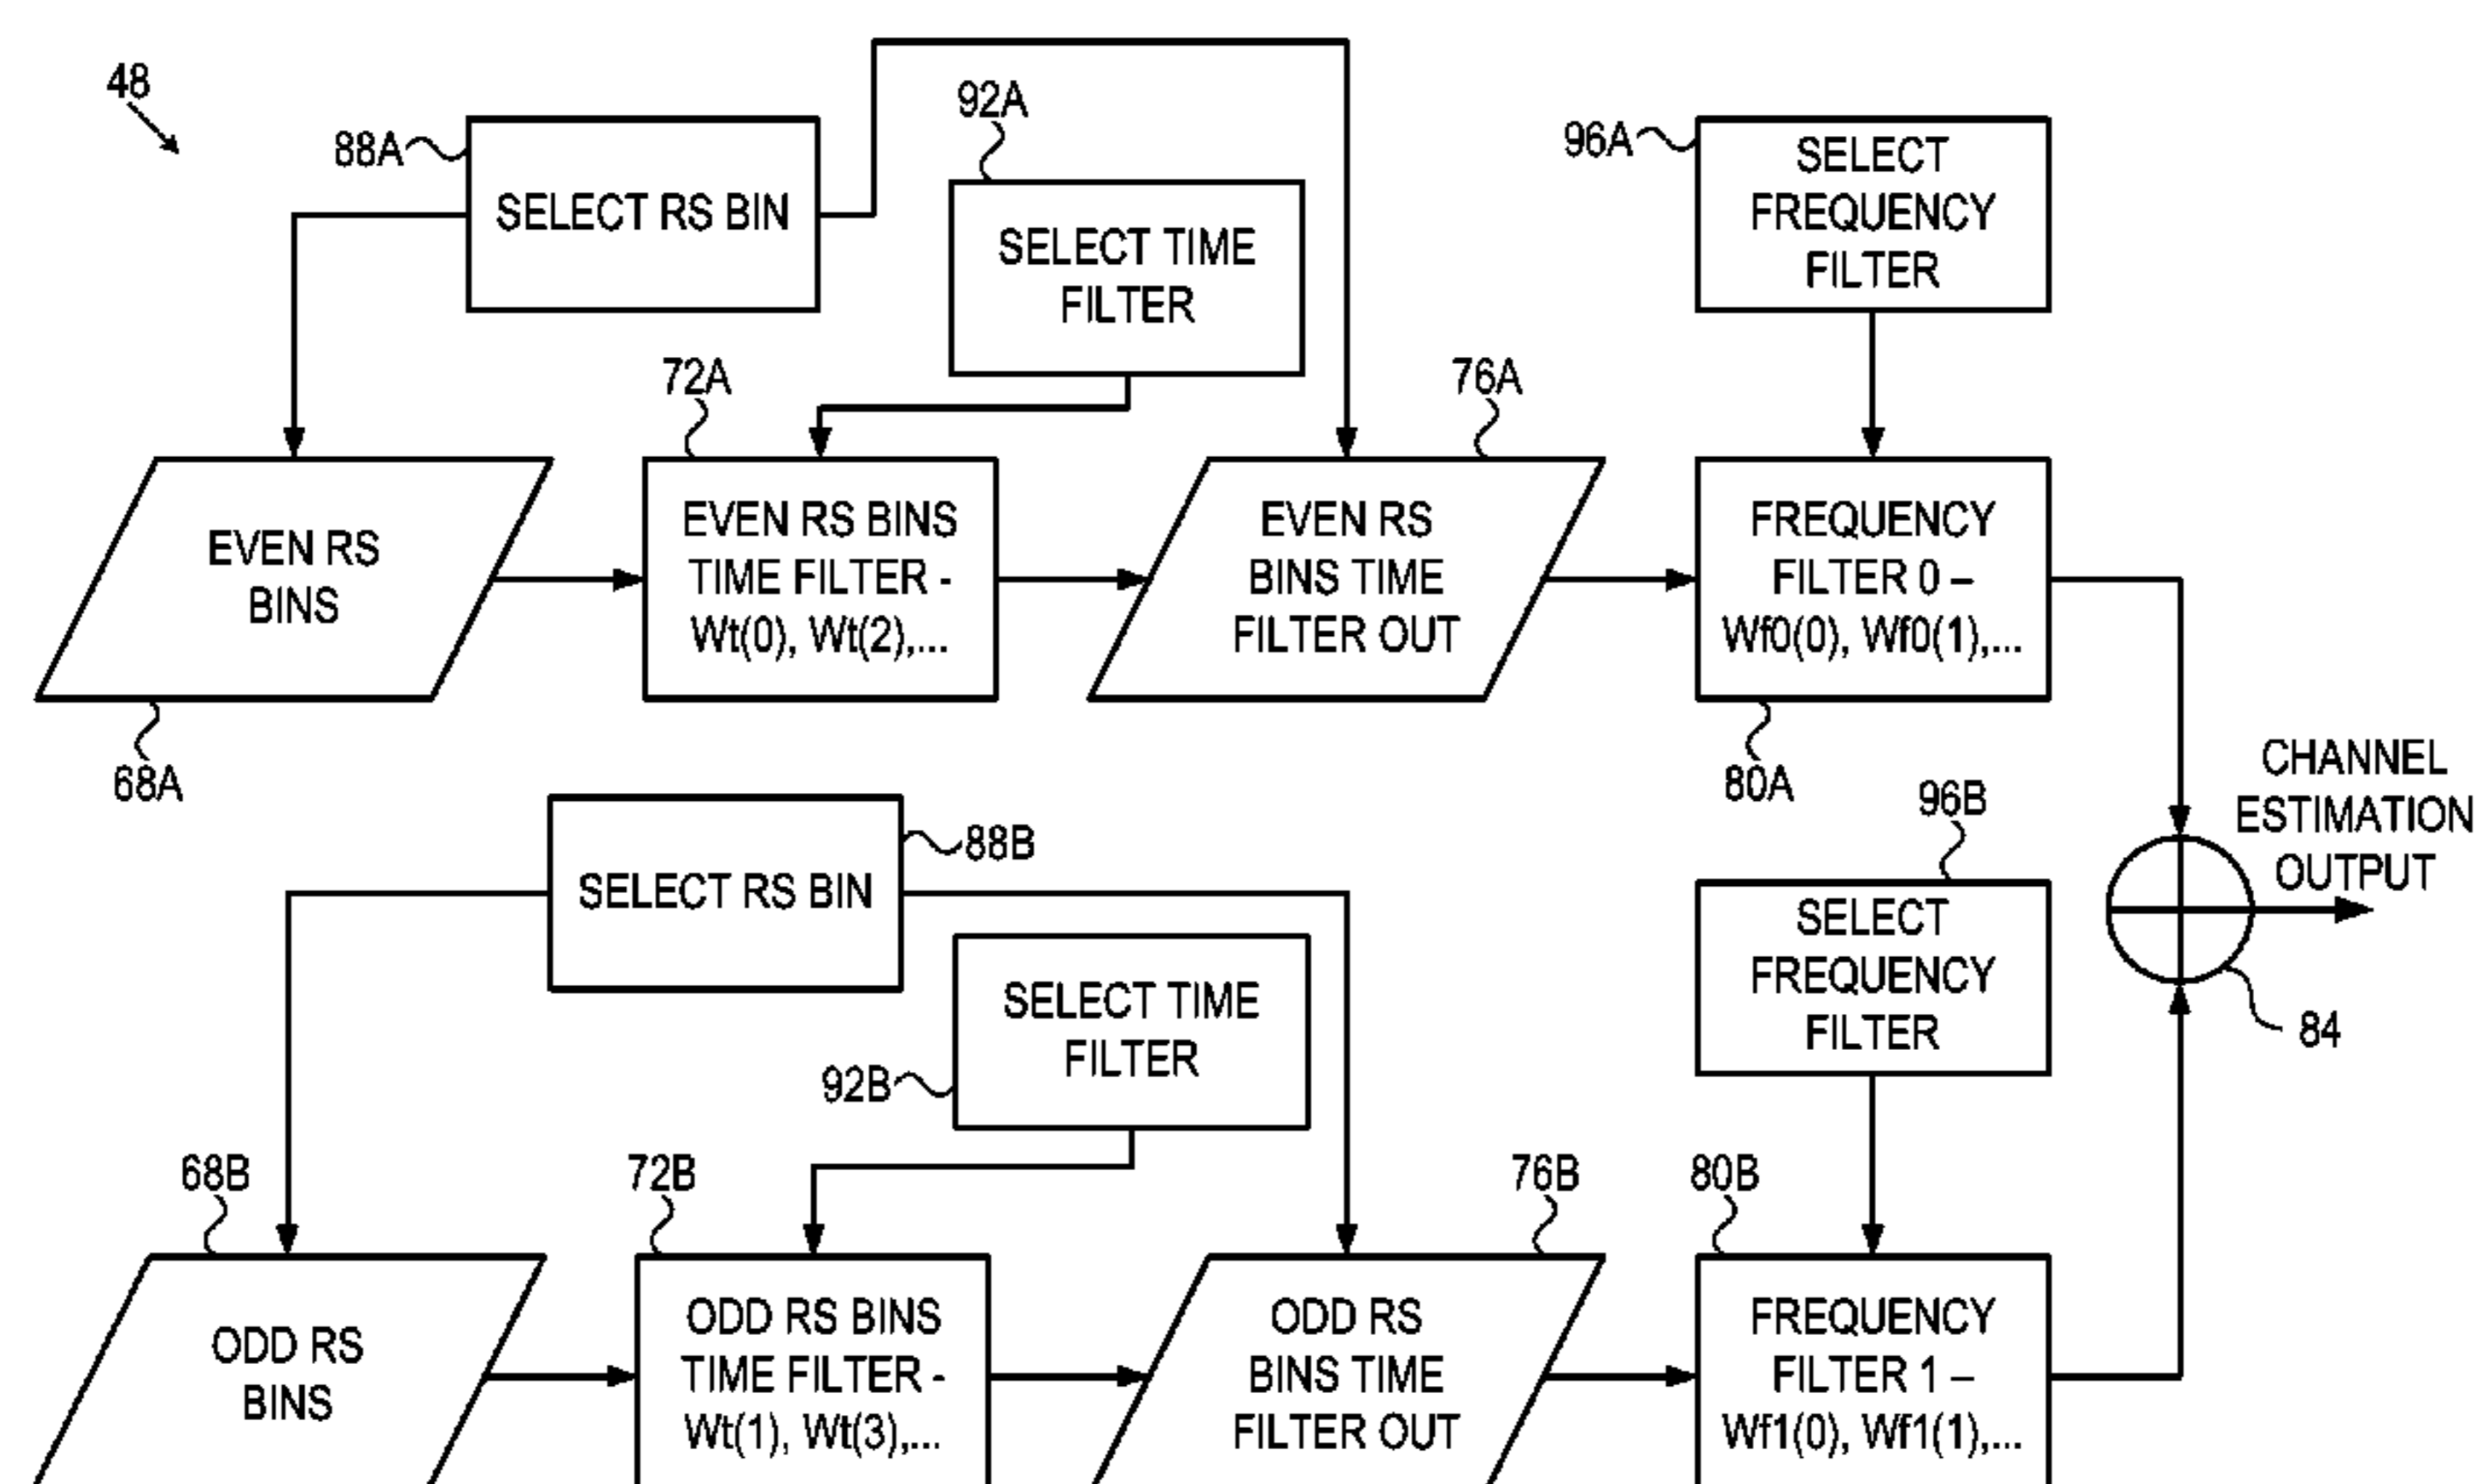 48
88A
SELECT RS BIN
92A
SELECT TIME
FILTER
96A
SELECT
FREQUENCY
FILTER
72A
76A
EVEN RS
BINS
EVEN RS BINS
TIME FILTER -
Wt(0), Wt(2),...
EVEN RS
BINS TIME
FILTER OUT
FREQUENCY
FILTER 0 –
Wf0(0), Wf0(1),...
68A
80A
CHANNEL
ESTIMATION
OUTPUT
88B
SELECT RS BIN
96B
SELECT
FREQUENCY
FILTER
84
SELECT TIME
FILTER
92B
68B
72B
76B
80B
ODD RS
BINS
ODD RS BINS
TIME FILTER -
Wt(1), Wt(3),...
ODD RS
BINS TIME
FILTER OUT
FREQUENCY
FILTER 1 –
Wf1(0), Wf1(1),...